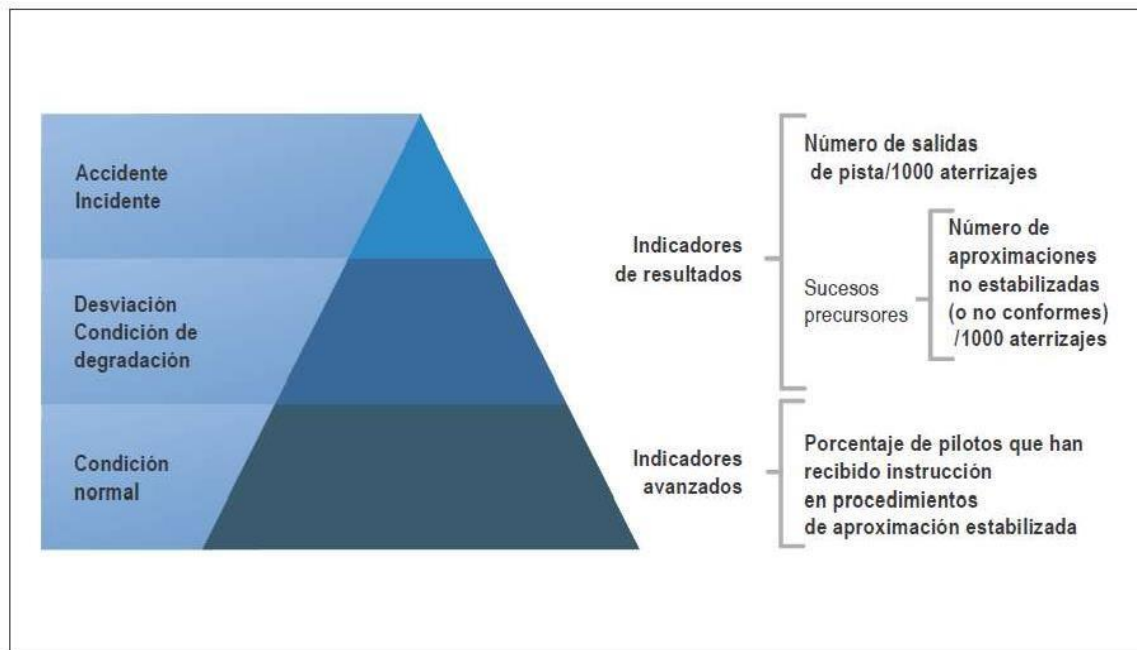 Accidente
Incidente
Desviación
Condición de
degradación
Condición
normal
Indicadores
de resultados
Número de salidas
de pista/1000 aterrizajes
Sucesos
precursores
Número de
aproximaciones
no estabilizadas
(o no conformes)
/1000 aterrizajes
Indicadores
avanzados
Porcentaje de pilotos que han
recibido instrucción
en procedimientos
de aproximación estabilizada